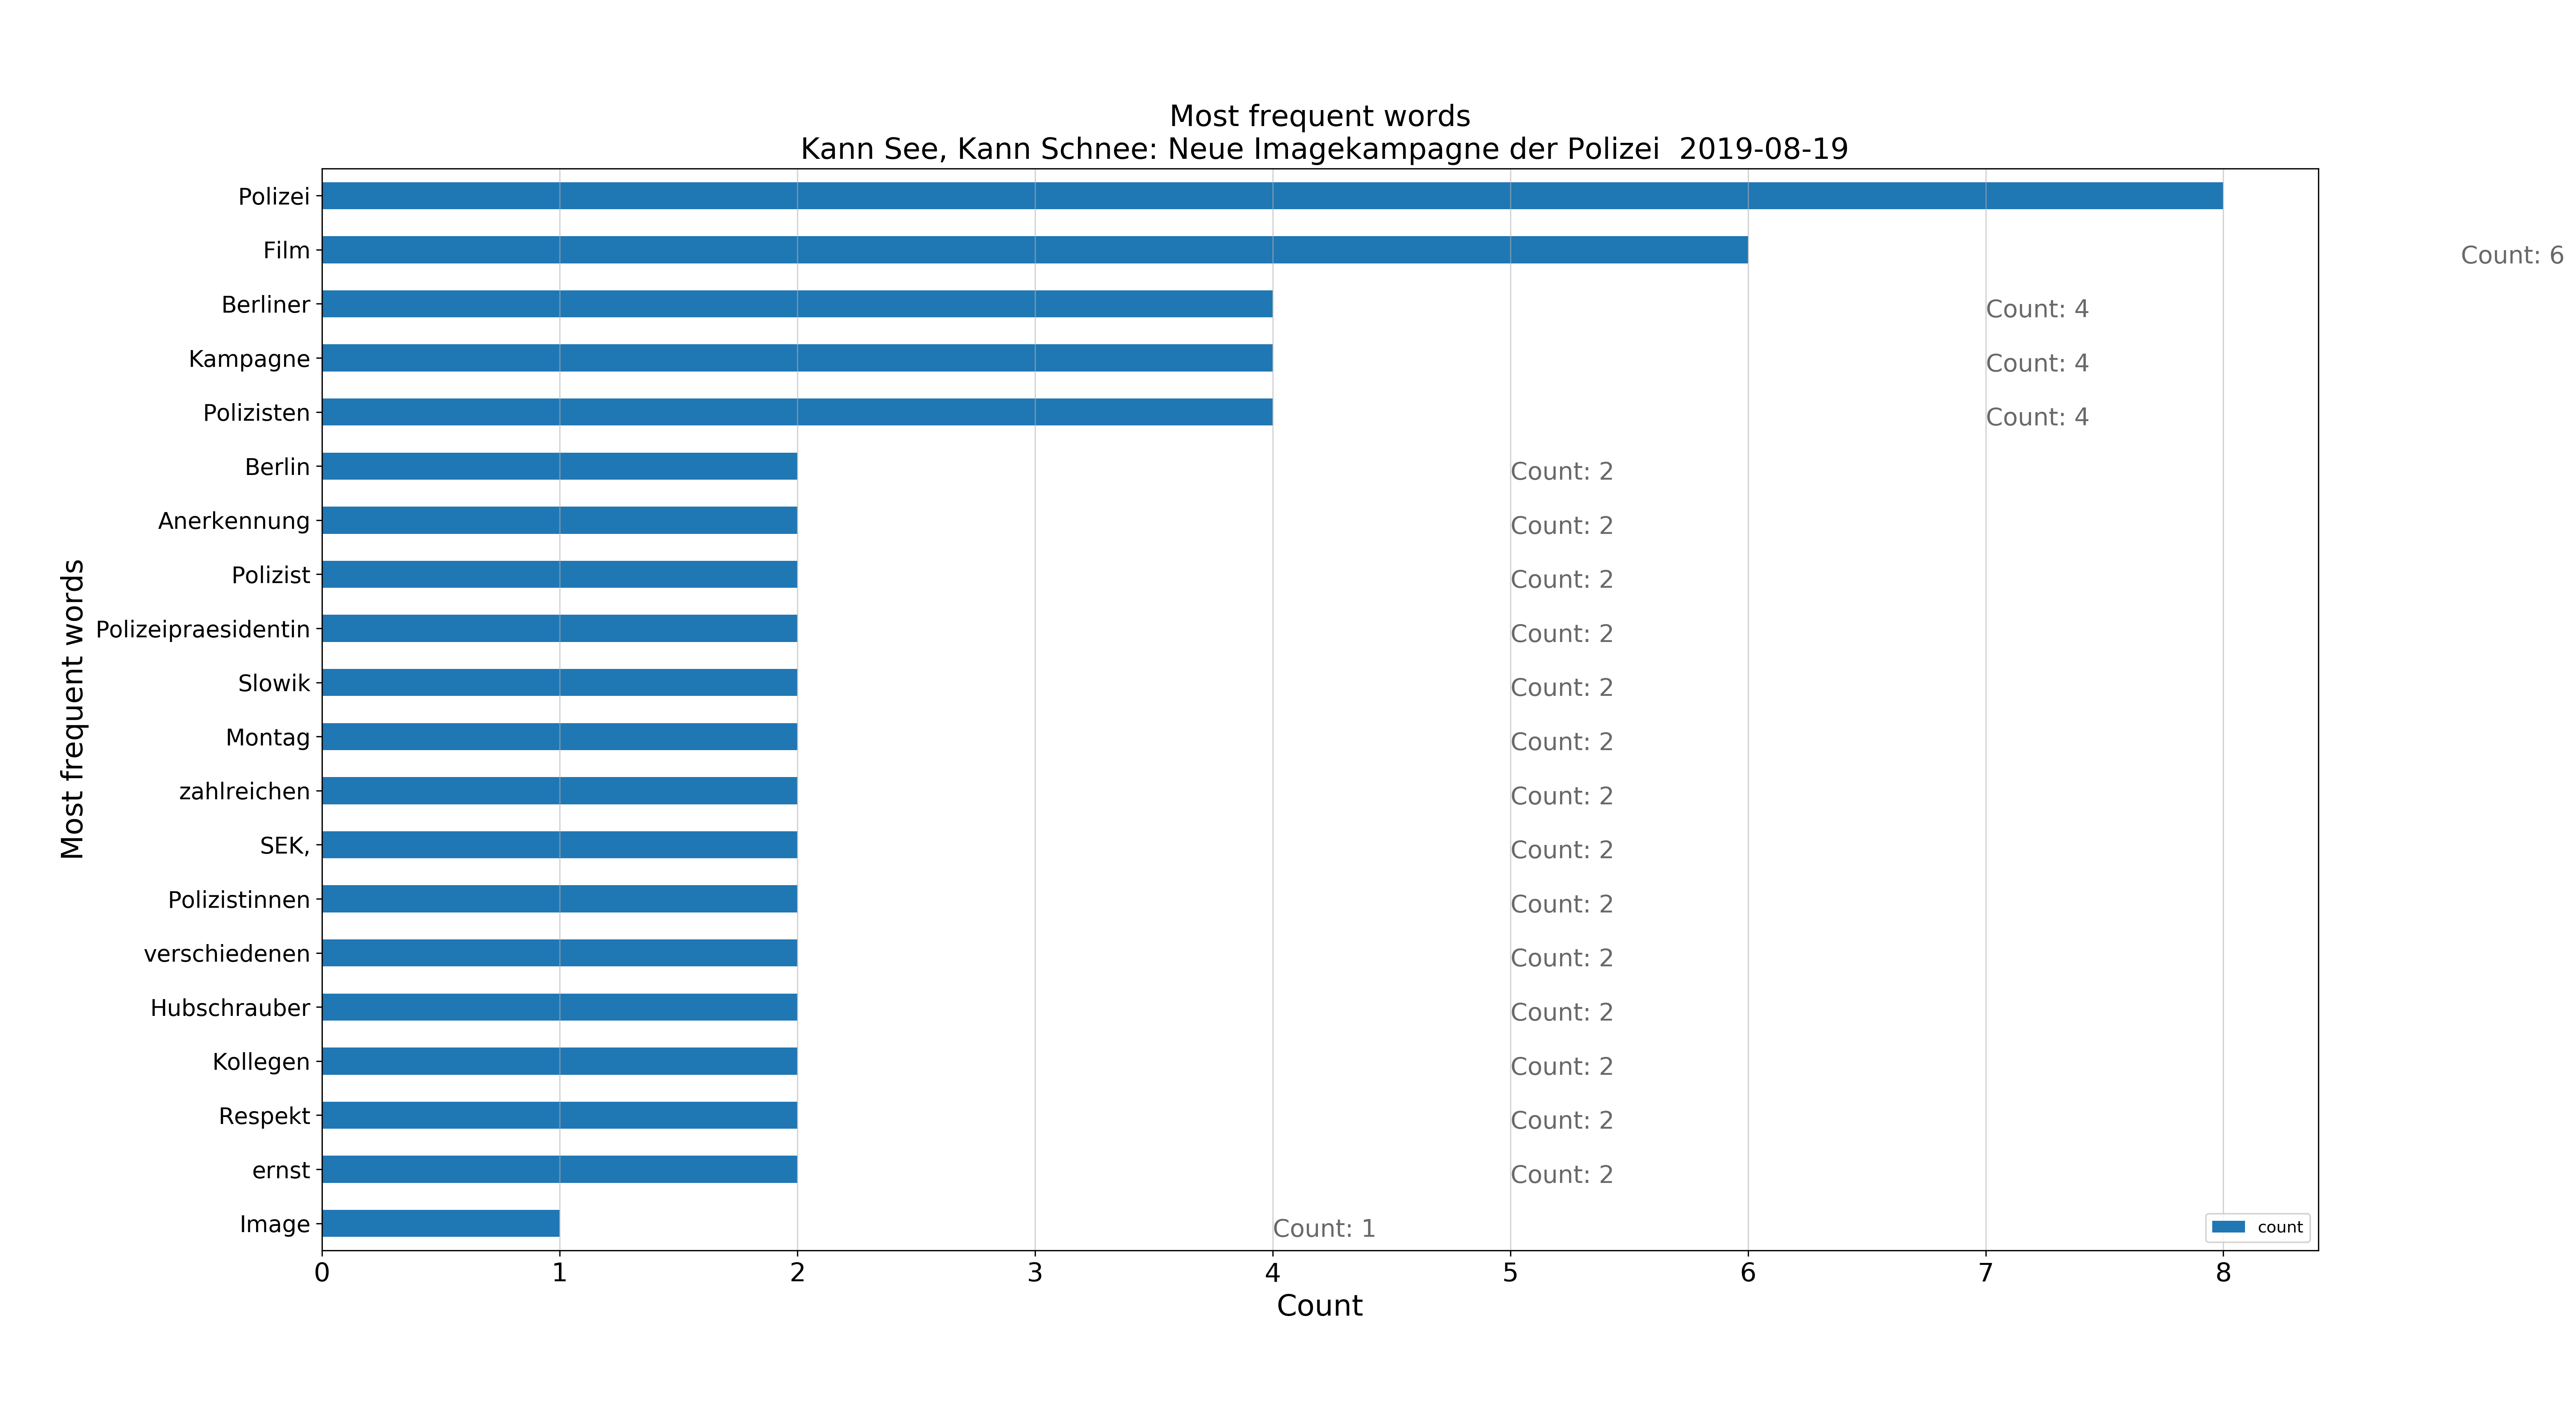 Most frequent words
Kann See, Kann Schnee: Neue Imagekampagne der Polizei  2019-08-19
Most frequent words
Polizei
Film Count: 6
Berliner Count: 4
Kampagne Count: 4
Polizisten Count: 4
Berlin Count: 2
Anerkennung Count: 2
Polizist Count: 2
Polizeipraesidentin Count: 2
Slowik Count: 2
Montag Count: 2
zahlreichen Count: 2
SEK, Count: 2
Polizistinnen Count: 2
verschiedenen Count: 2
Hubschrauber Count: 2
Kollegen Count: 2
Respekt Count: 2
ernst Count: 2
Image Count: 1
count
0 1 2 3 4 5 6 7 8
Count